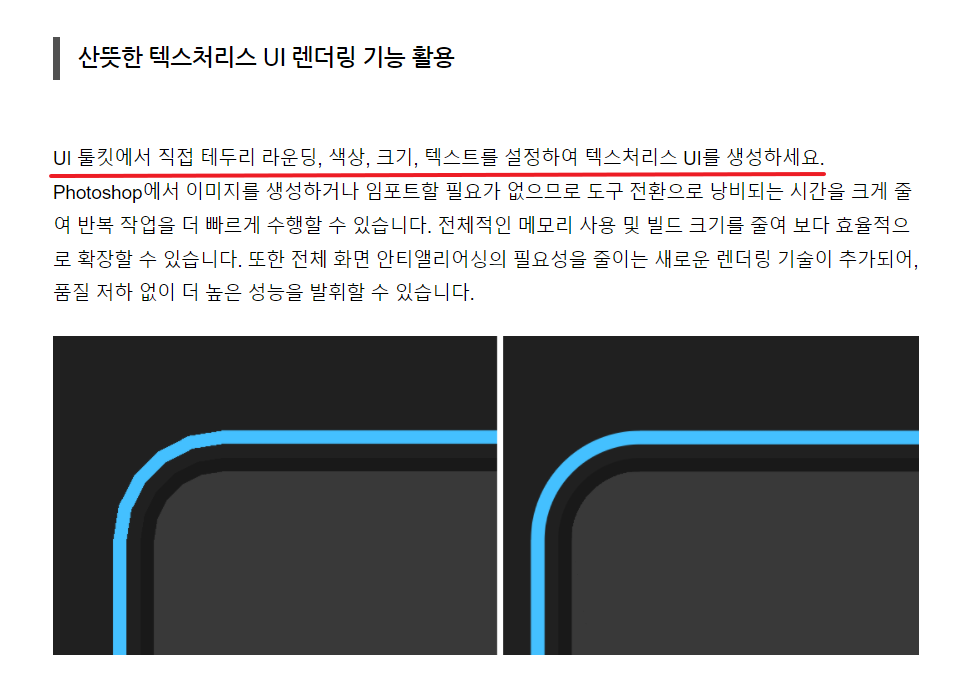 산뜻한 텍스처리스 UI 렌더링 기능 활용
UI 툴킷에서 직접 테두리 라운딩, 색상, 크기, 텍스트를 설정하여 텍스처리스 UI를 생성하세요.
Photoshop에서 이미지를 생성하거나 임포트할 필요가 없으므로 도구 전환으로 낭비되는 시간을 크게 줄
여 반복 작업을 더 빠르게 수행할 수 있습니다. 전체적인 메모리 사용 및 빌드 크기를 줄여 보다 효율적으
로 확장할 수 있습니다. 또한 전체 화면 안티앨리어싱의 필요성을 줄이는 새로운 렌더링 기술이 추가되어,
품질 저하 없이 더 높은 성능을 발휘할 수 있습니다.